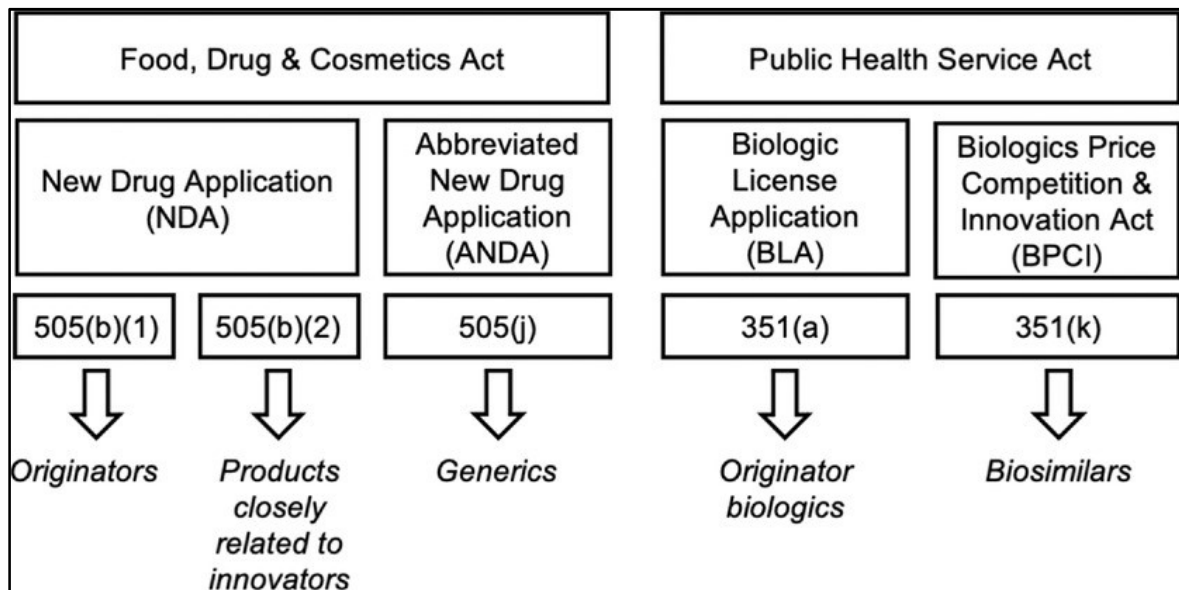 Food, Drug & Cosmetics Act
Public Health Service Act
New Drug Application
(NDA)
Abbreviated
New Drug
Application
(ANDA)
Biologic
License
Application
(BLA)
Biologics Price
Competition &
Innovation Act
(BPCI)
505(b)(1)
505(b)(2)
505(j)
351(a)
351(k)
Originators
Products
closely
related to
innovators
Generics
Originator
biologics
Biosimilars